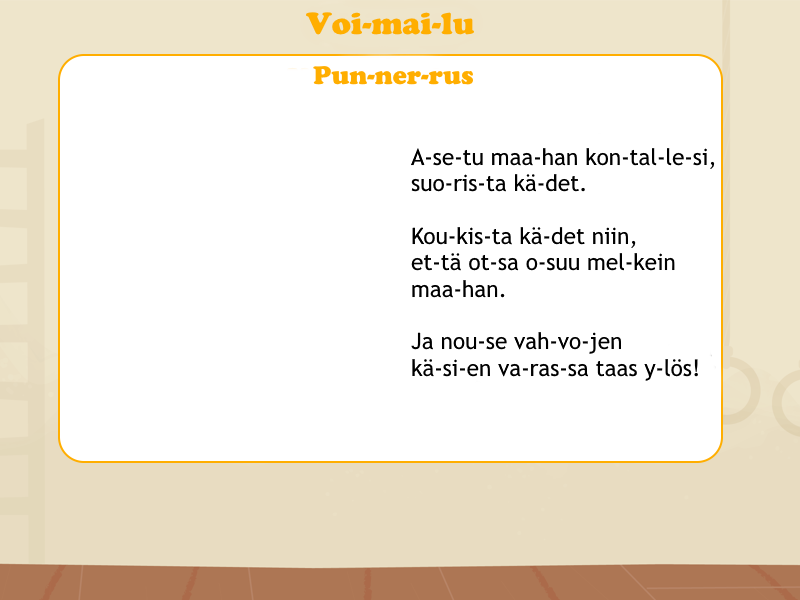 Voi-mai-lu
Pun-ner-rus
A-se-tu maa-han kon-tal-le-si,
suo-ris-ta kä-det.
Kou-kis-ta kä-det niin,
et-tä ot-sa o-suu mel-kein
maa-han.
Ja nou-se vah-vo-jen
kä-si-en va-ras-sa taas y-lös!